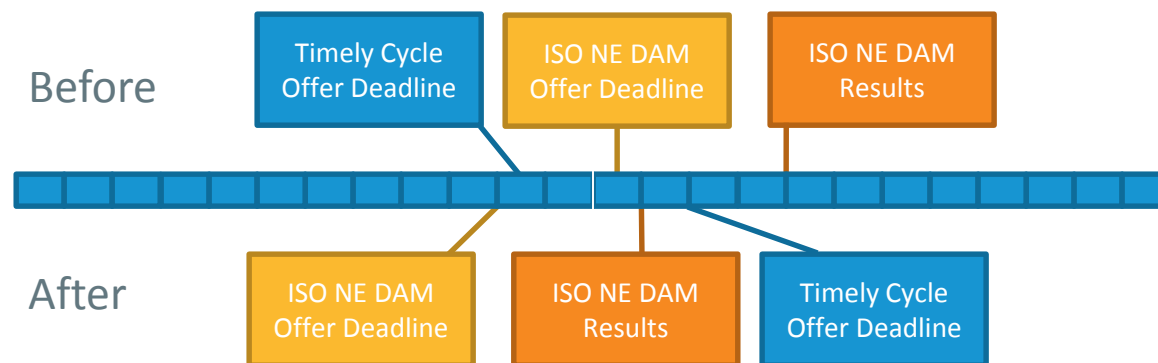 Before
Timely Cycle
Offer Deadline
ISO NE DAM
Offer Deadline
ISO NE DAM
Results
After
ISO NE DAM
Offer Deadline
ISO NE DAM
Results
Timely Cycle
Offer Deadline